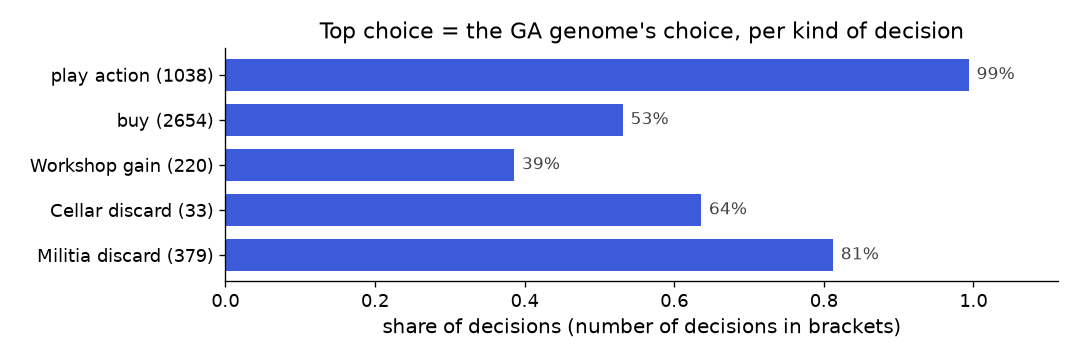 Top choice = the GA genome's choice, per kind of decision
play action (1038)
99%
buy (2654)
53%
Workshop gain (220)
39%
Cellar discard (33)
64%
Militia discard (379)
81%
0.0 0.2 0.4 0.6 0.8 1.0
share of decisions (number of decisions in brackets)